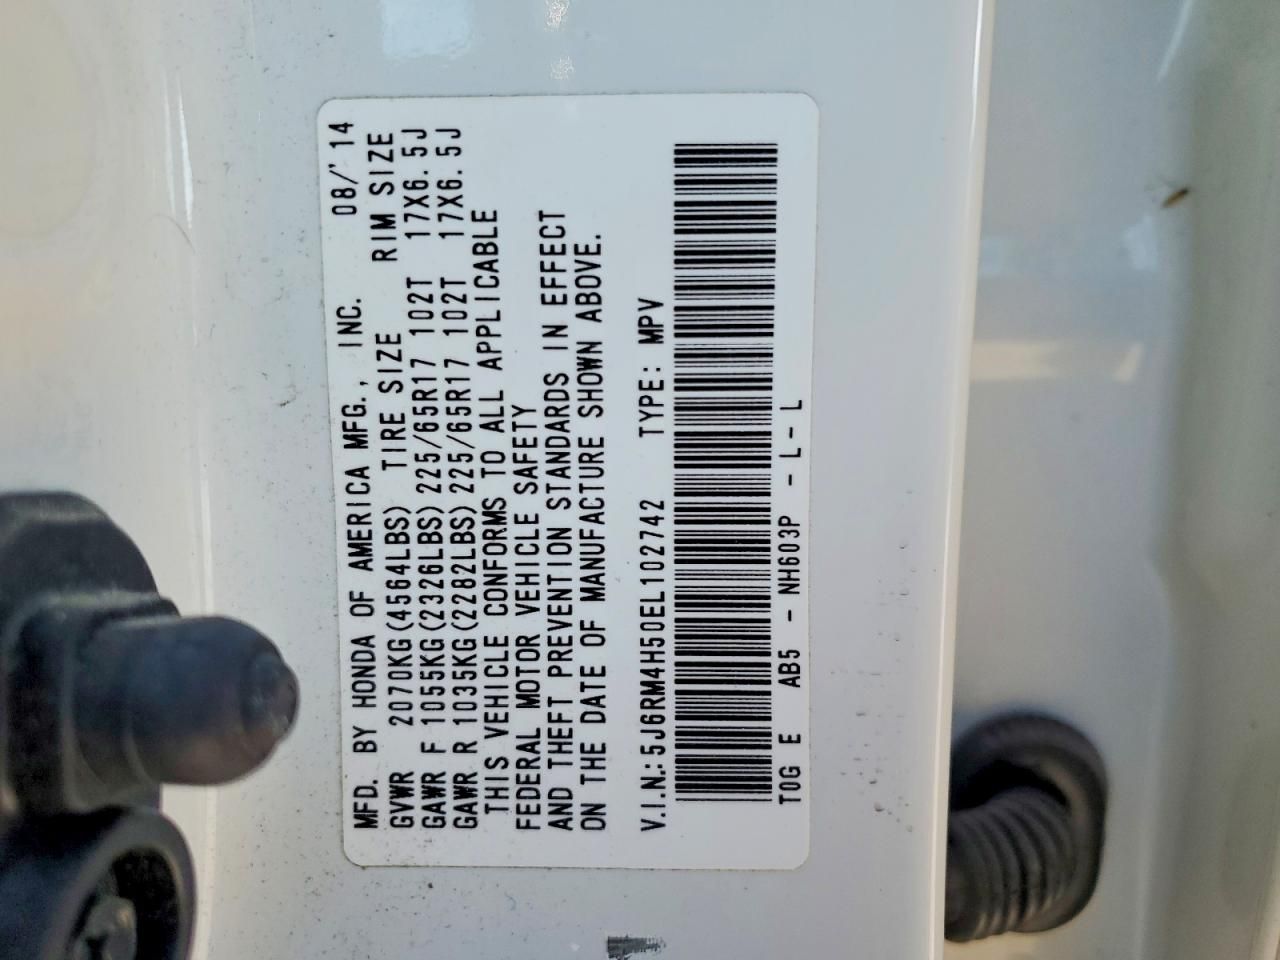 MFD. BY HONDA OF AMERICA MFG., INC. 08/'14
GVWR 2070KG(4564LBS) TIRE SIZE RIM SIZE
GAWR F 1055KG(2326LBS) 225/65R17 102T 17X6.5J
GAWR R 1035KG(2282LBS) 225/65R17 102T 17X6.5J
THIS VEHICLE CONFORMS TO ALL APPLICABLE
FEDERAL MOTOR VEHICLE SAFETY
AND THEFT PREVENTION STANDARDS IN EFFECT
ON THE DATE OF MANUFACTURE SHOWN ABOVE.
V.I.N.: 5J6RM4H50EL102742 TYPE: MPV
T0G E AB5 - NH603P - L - L